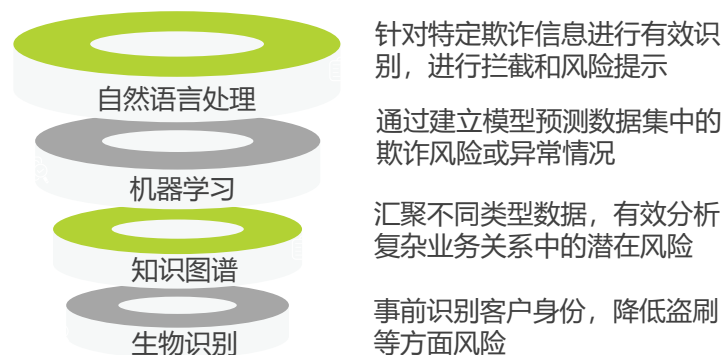 针对特定欺诈信息进行有效识
别，进行拦截和风险提示
自然语言处理
通过建立模型预测数据集中的
欺诈风险或异常情况
机器学习
汇聚不同类型数据，有效分析
复杂业务关系中的潜在风险
知识图谱
事前识别客户身份，降低盗刷
等方面风险
生物识别